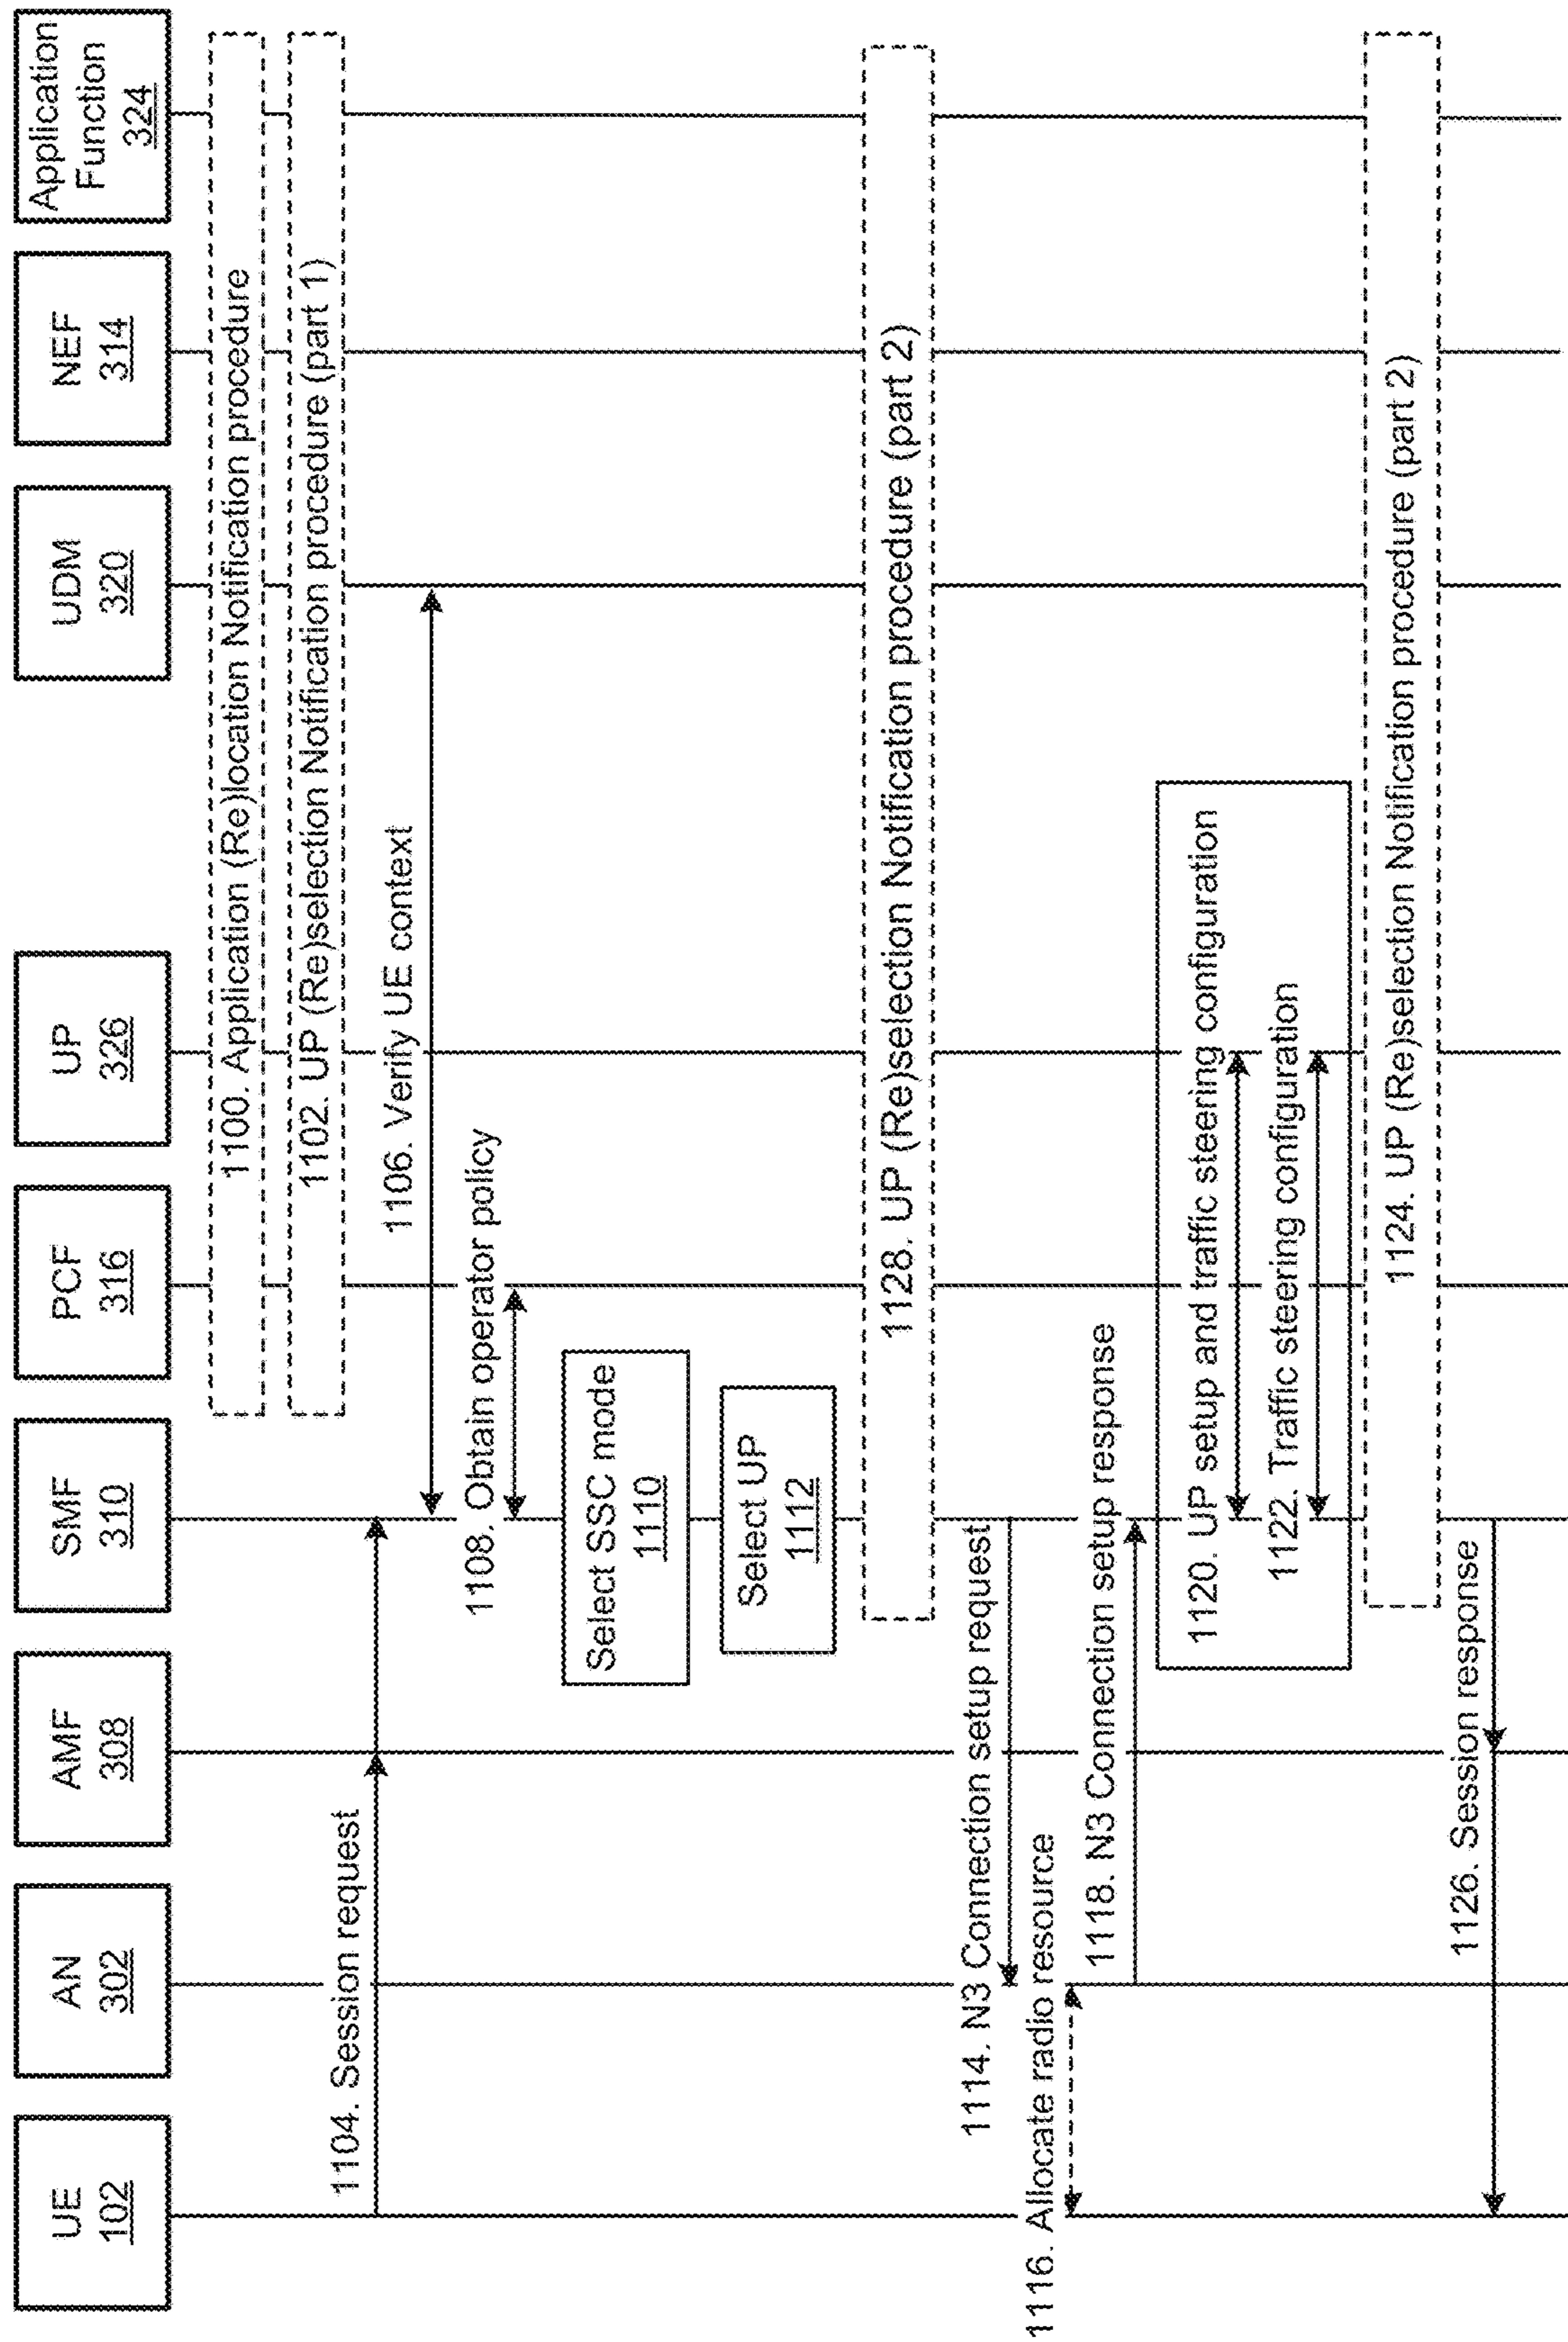 UE
102
AN
302
AMF
308
SMF
310
PCF
316
UP
326
UDM
320
NEF
314
Application
Function
324
1100. Application (Re)location Notification procedure
1102. UP (Re)selection Notification procedure (part 1)
1104. Session request
1106. Verify UE context
1108. Obtain operator policy
Select SSC mode
1110
Select UP
1112
1128. UP (Re)selection Notification procedure (part 2)
1114. N3 Connection setup request
1116. Allocate radio resource
1118. N3 Connection setup response
1120. UP setup and traffic steering configuration
1122. Traffic steering configuration
1124. UP (Re)selection Notification procedure (part 2)
1126. Session response